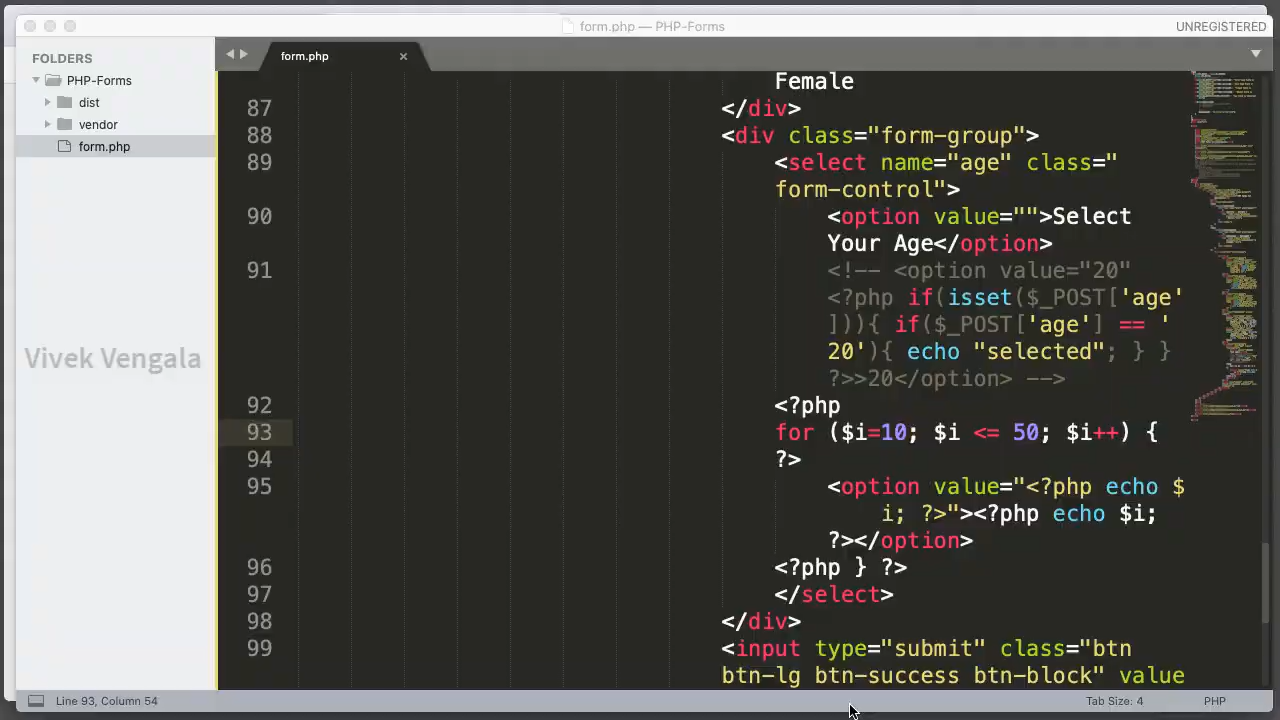 form.php — PHP-Forms
UNREGISTERED
FOLDERS
PHP-Forms
dist
vendor
form.php
Vivek Vengala
form.php
Female
87 </div>
88 <div class="form-group">
89 <select name="age" class="
form-control">
90 <option value="">Select
Your Age</option>
91 <!-- <option value="20"
<?php if(isset($_POST['age'
])){ if($_POST['age'] == '
20'){ echo "selected"; } }
?>>20</option> -->
92 <?php
93 for ($i=10; $i <= 50; $i++) {
94 ?>
95 <option value="<?php echo $
i; ?>"><?php echo $i;
?></option>
96 <?php } ?>
97 </select>
98 </div>
99 <input type="submit" class="btn
btn-lg btn-success btn-block" value
Line 93, Column 54
Tab Size: 4
PHP